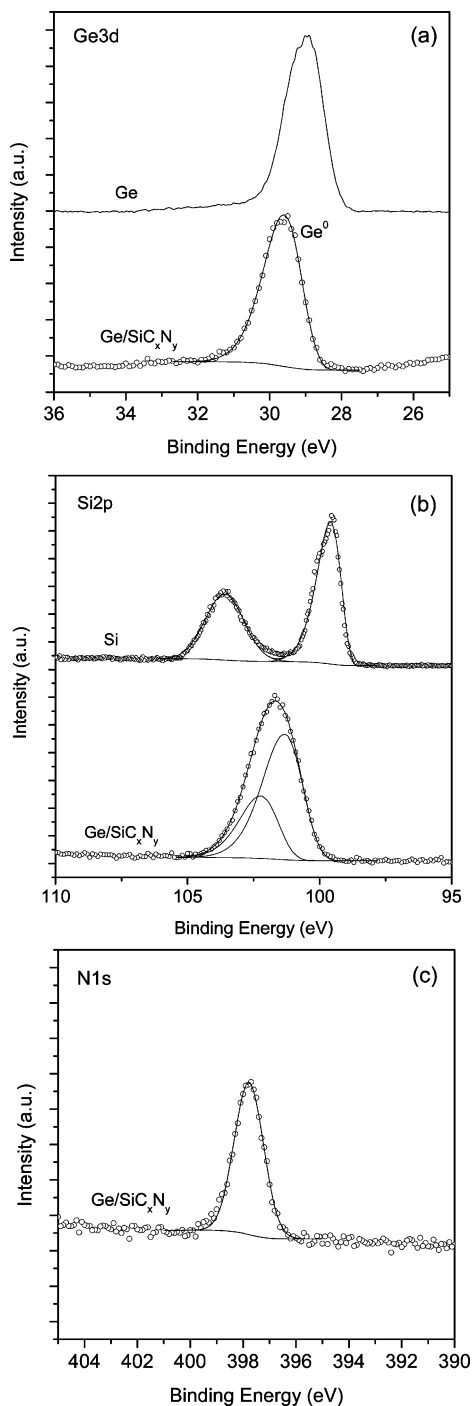 Ge3d
(a)
Intensity (a.u.)
Ge
Ge⁰
Ge/SiCₓNᵧ
36 34 32 30 28 26
Binding Energy (eV)
Si2p
(b)
Intensity (a.u.)
Si
Ge/SiCₓNᵧ
110 105 100 95
Binding Energy (eV)
N1s
(c)
Intensity (a.u.)
Ge/SiCₓNᵧ
404 402 400 398 396 394 392 390
Binding Energy (eV)